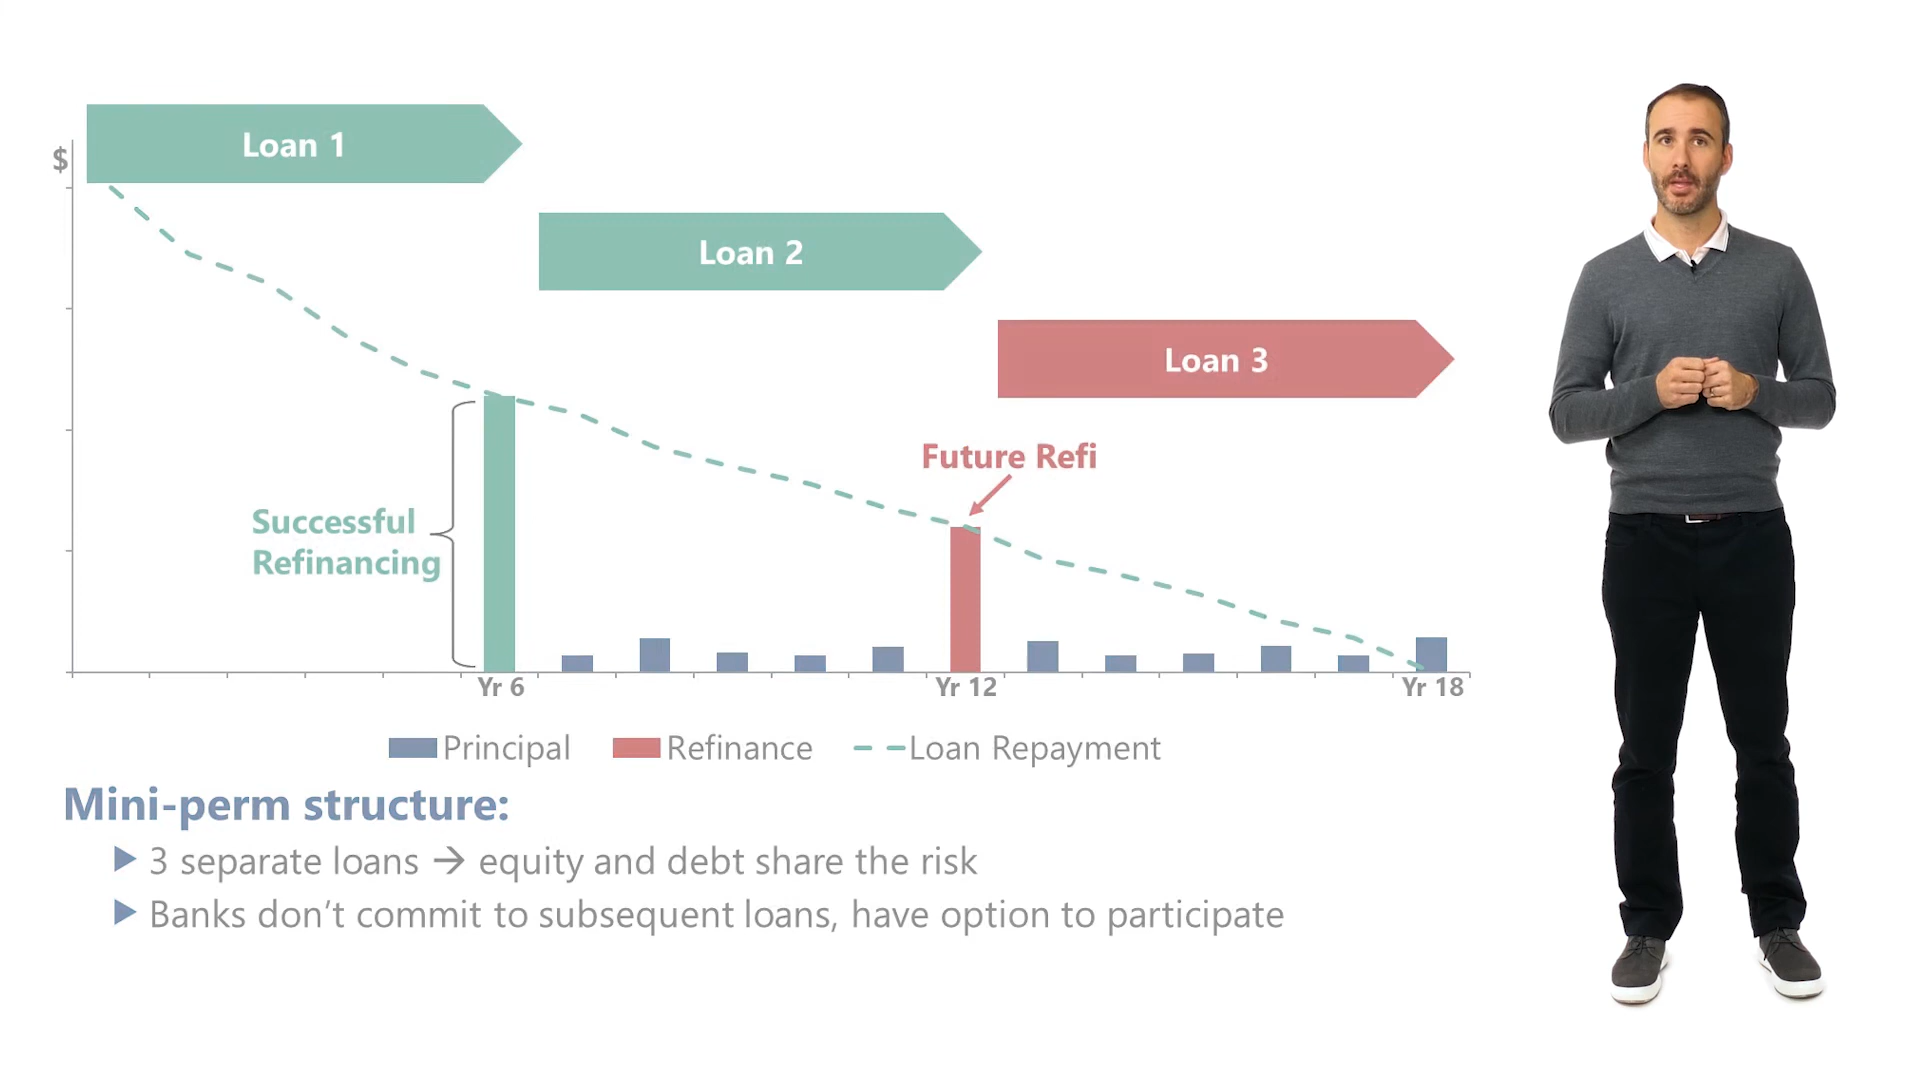 $
Loan 1
Loan 2
Loan 3
Future Refi
Successful
Refinancing
Yr 6
Yr 12
Yr 18
Principal
Refinance
Loan Repayment
Mini-perm structure:
3 separate loans → equity and debt share the risk
Banks don’t commit to subsequent loans, have option to participate